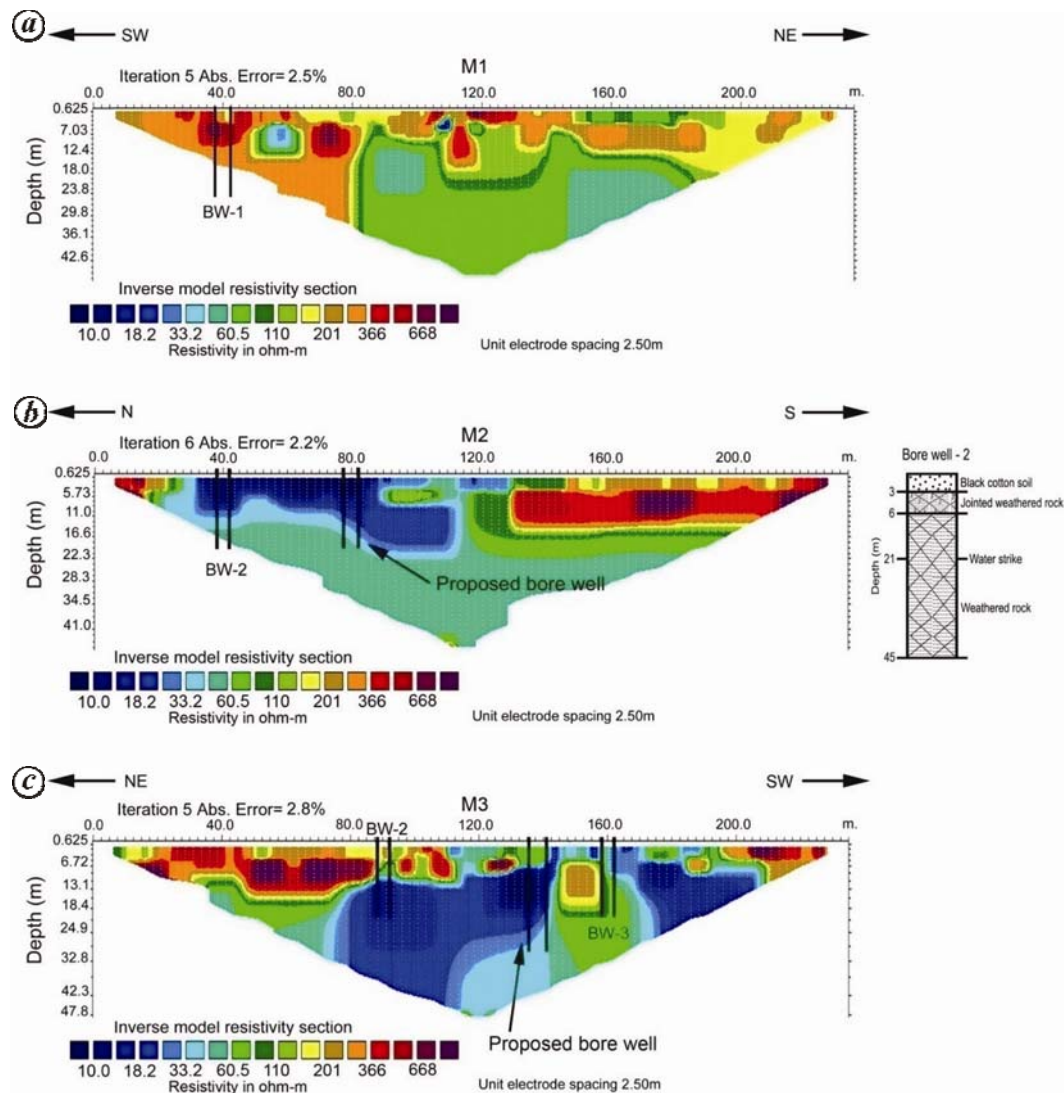 a
SW NE
M1
Iteration 5 Abs. Error= 2.5%
0.0 40.0 80.0 120.0 160.0 200.0 m.
0.625
7.03
12.4
18.0
23.8
29.8
36.1
42.6
Depth (m)
BW-1
Inverse model resistivity section
10.0 18.2 33.2 60.5 110 201 366 668
Resistivity in ohm-m
Unit electrode spacing 2.50m
b
N S
M2
Iteration 6 Abs. Error= 2.2%
0.0 40.0 80.0 120.0 160.0 200.0 m.
0.625
5.73
11.0
16.6
22.3
28.3
34.5
41.0
Depth (m)
BW-2
Proposed bore well
Inverse model resistivity section
10.0 18.2 33.2 60.5 110 201 366 668
Resistivity in ohm-m
Unit electrode spacing 2.50m
Bore well - 2
Black cotton soil
3
Jointed weathered rock
6
21 Water strike
Depth (m)
Weathered rock
45
c
NE SW
M3
Iteration 5 Abs. Error= 2.8%
BW-2
0.0 40.0 80.0 120.0 160.0 200.0 m.
0.625
6.72
13.1
18.4
24.9
32.8
42.3
47.8
Depth (m)
BW-3
Proposed bore well
Inverse model resistivity section
10.0 18.2 33.2 60.5 110 201 366 668
Resistivity in ohm-m
Unit electrode spacing 2.50m